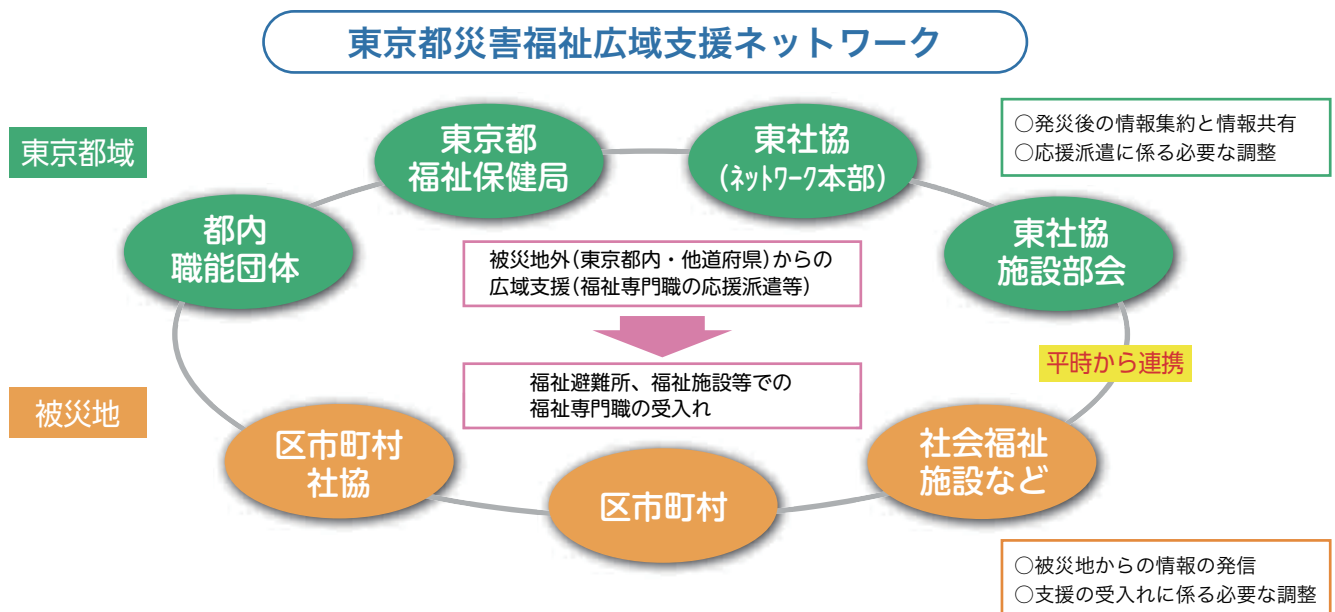 東京都災害福祉広域支援ネットワーク
東京都域
東京都
福祉保健局
東社協
(ﾈｯﾄﾜｰｸ本部)
○発災後の情報集約と情報共有
○応援派遣に係る必要な調整
都内
職能団体
東社協
施設部会
被災地外(東京都内・他道府県)からの
広域支援(福祉専門職の応援派遣等)
平時から連携
福祉避難所、福祉施設等での
福祉専門職の受入れ
被災地
区市町村
社協
区市町村
社会福祉
施設など
○被災地からの情報の発信
○支援の受入れに係る必要な調整